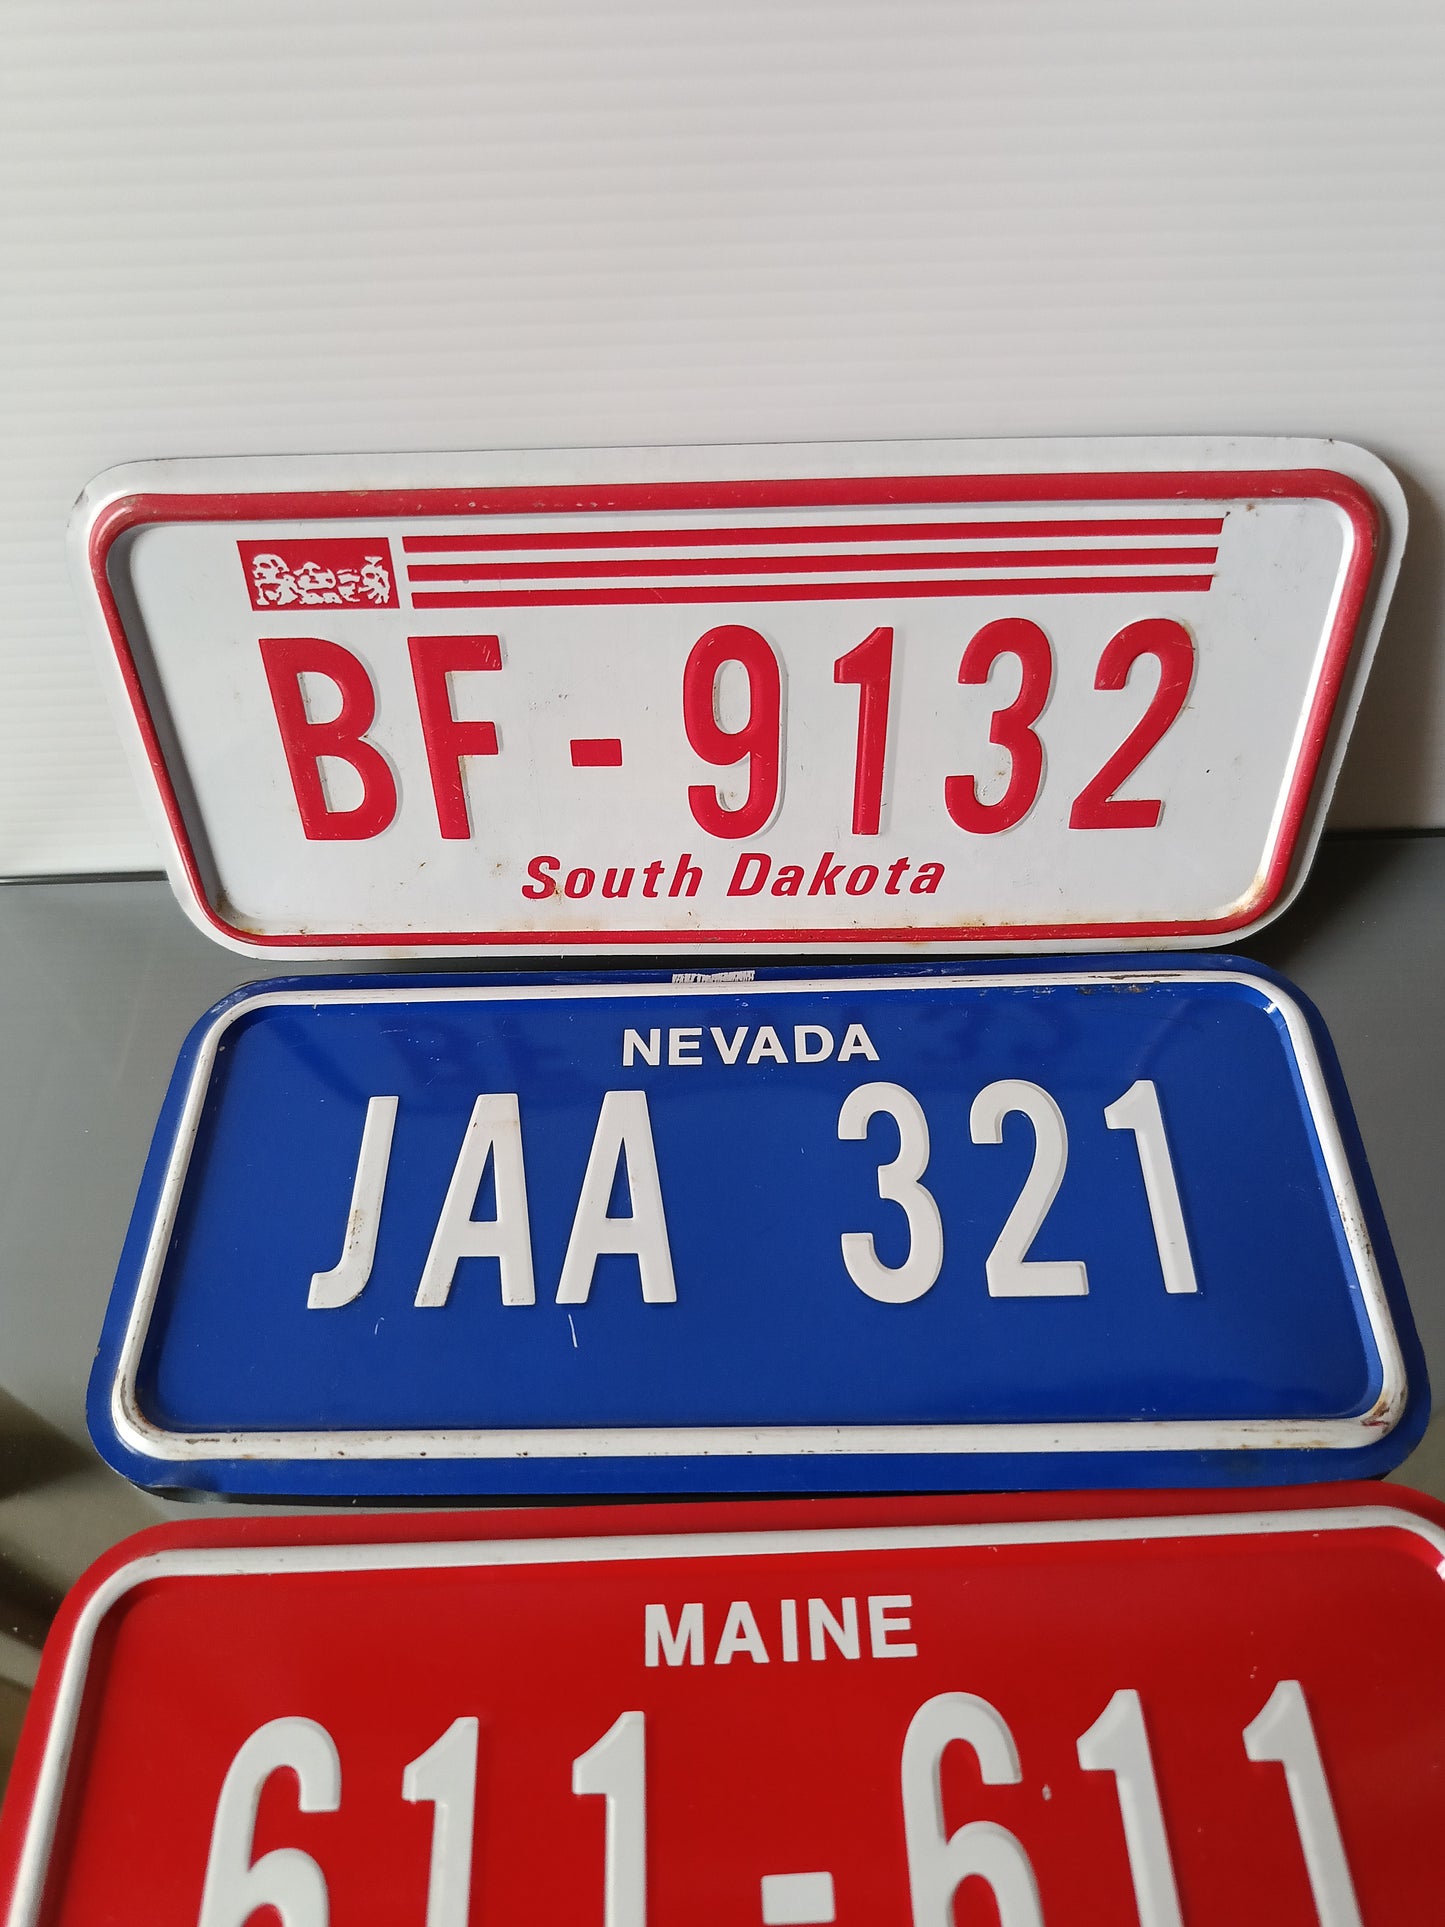 BF-9132
South Dakota
NEVADA
JAA 321
MAINE
611-611